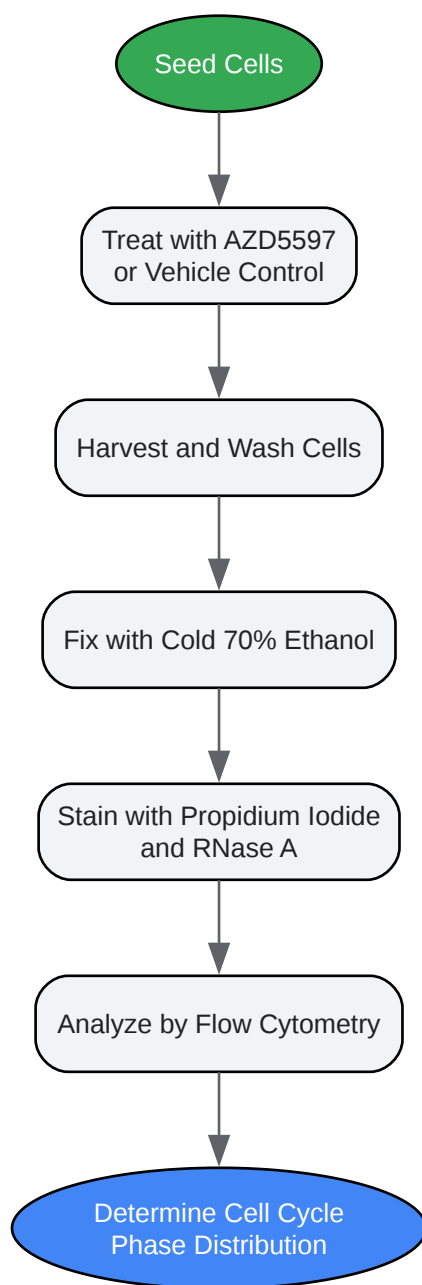 Seed Cells
Treat with AZD5597
or Vehicle Control
Harvest and Wash Cells
Fix with Cold 70% Ethanol
Stain with Propidium Iodide
and RNase A
Analyze by Flow Cytometry
Determine Cell Cycle
Phase Distribution